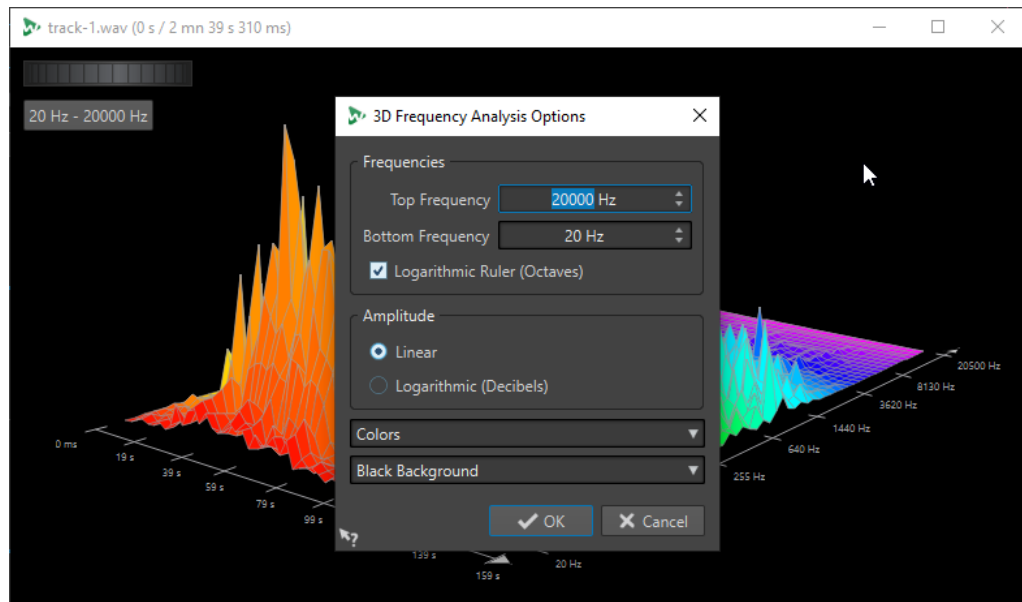 track-1.wav (0 s / 2 mn 39 s 310 ms)
20 Hz - 20000 Hz
3D Frequency Analysis Options
Frequencies
Top Frequency 20000 Hz
Bottom Frequency 20 Hz
Logarithmic Ruler (Octaves)
Amplitude
Linear
Logarithmic (Decibels)
Colors
Black Background
OK Cancel
0 ms
19 s
39 s
59 s
79 s
99 s
139 s
159 s
20 Hz
255 Hz
640 Hz
1440 Hz
3620 Hz
8130 Hz
20500 Hz